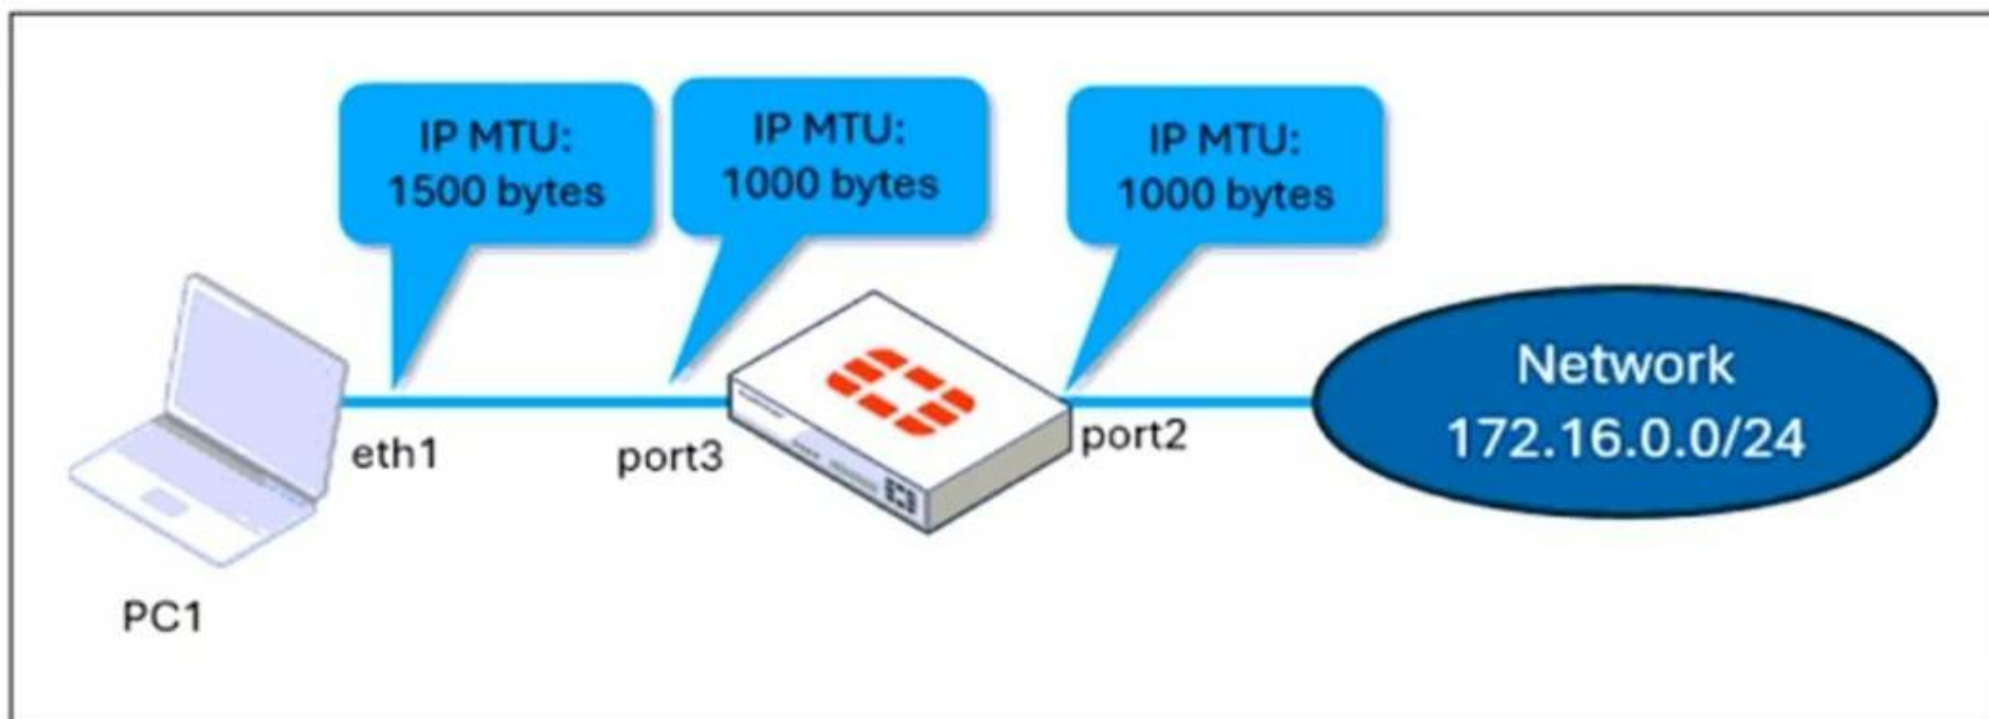 IP MTU:
1500 bytes
IP MTU:
1000 bytes
IP MTU:
1000 bytes
eth1
port3
port2
Network
172.16.0.0/24
PC1